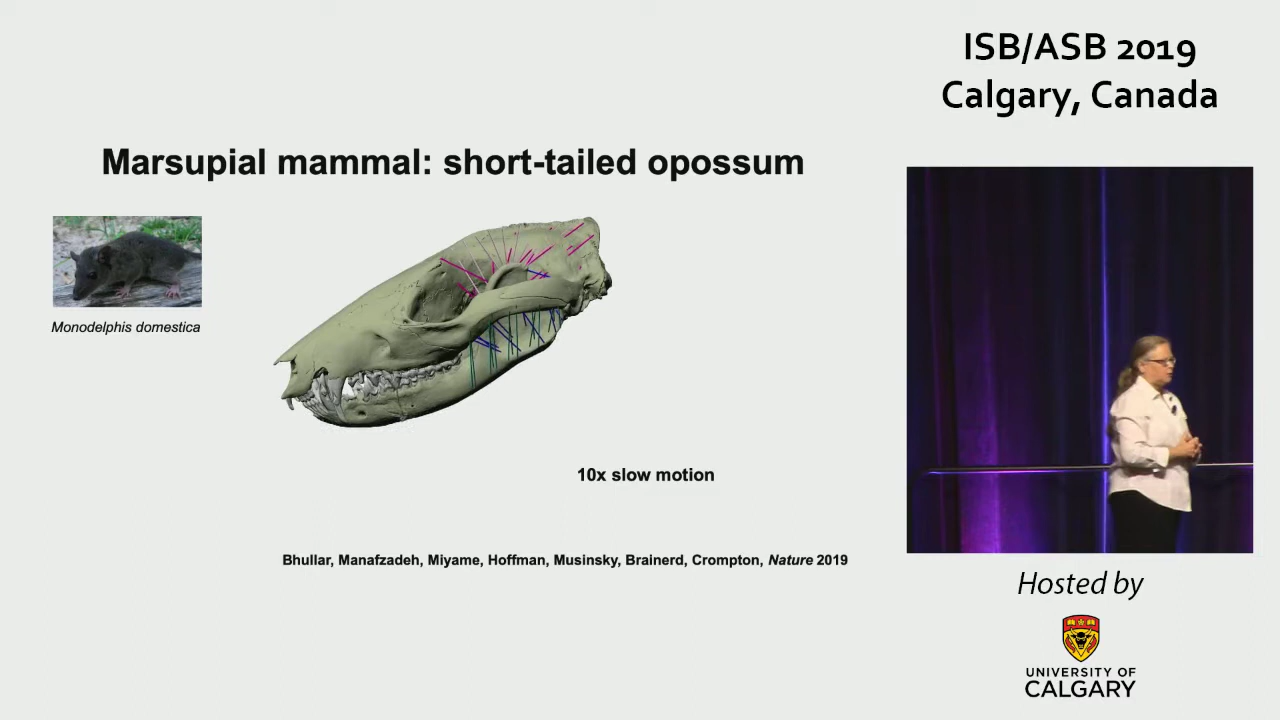 ISB/ASB 2019
Calgary, Canada
Marsupial mammal: short-tailed opossum
Monodelphis domestica
10x slow motion
Bhullar, Manafzadeh, Miyame, Hoffman, Musinsky, Brainerd, Crompton, Nature 2019
Hosted by
UNIVERSITY OF
CALGARY